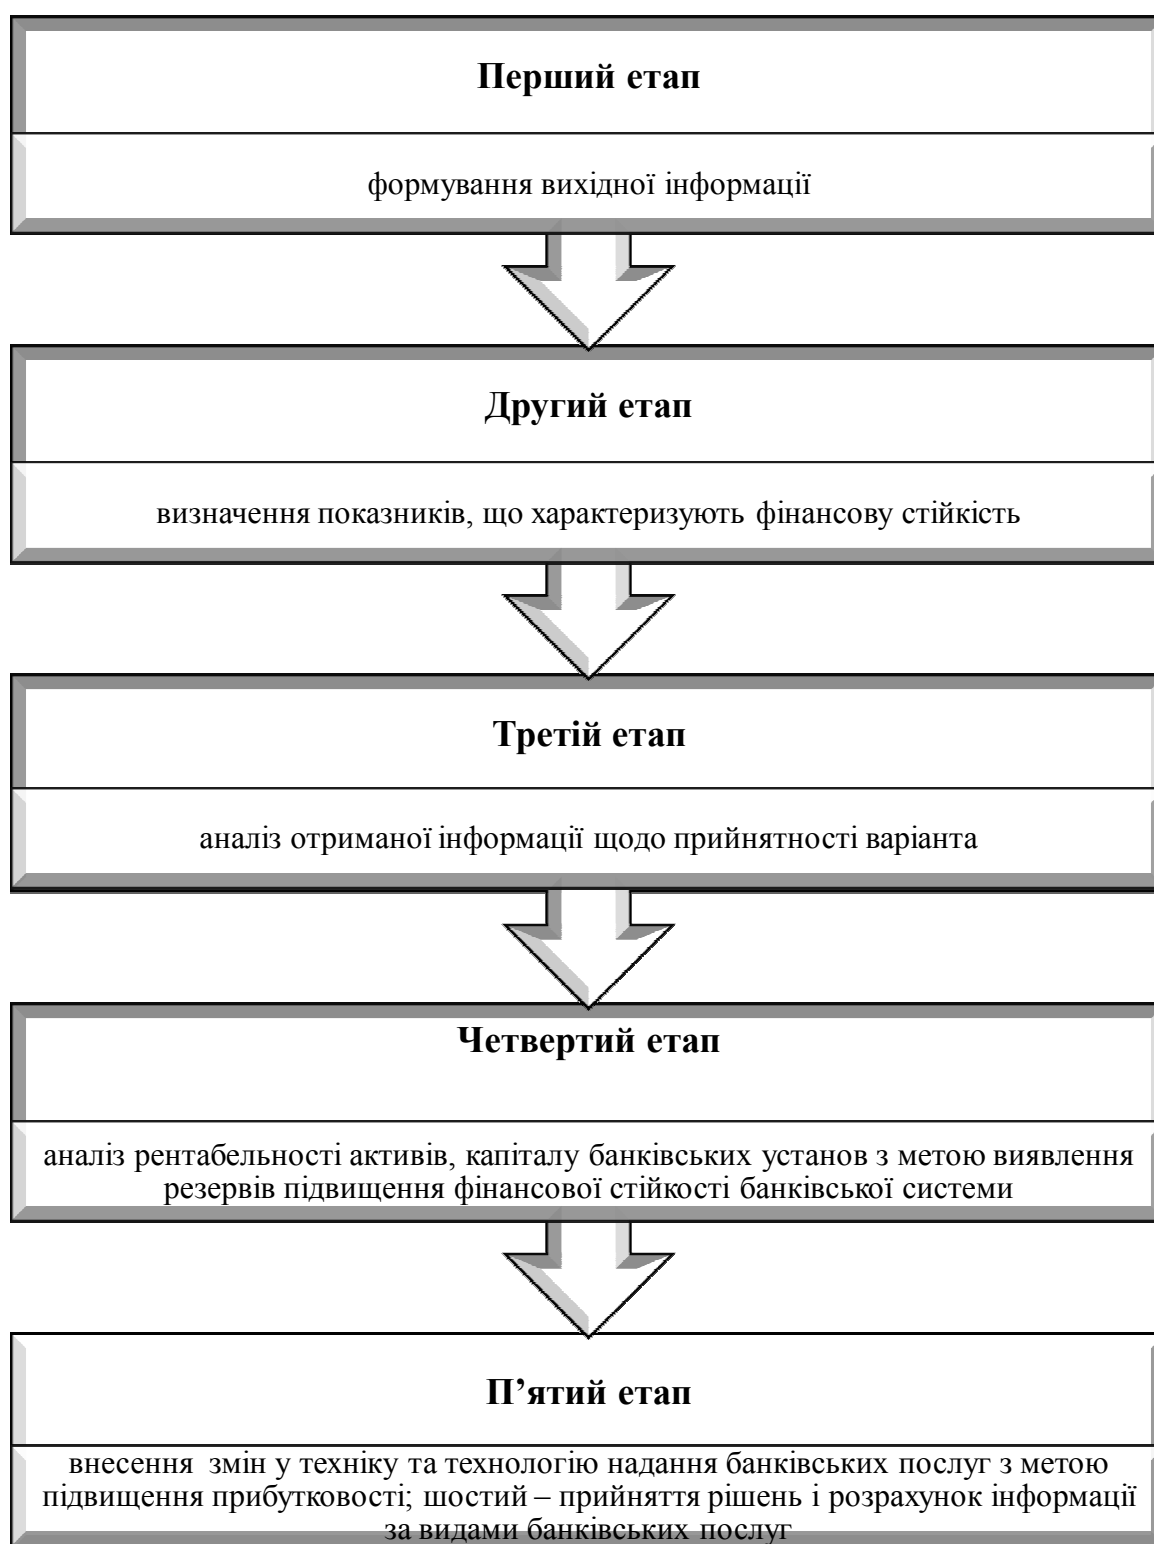 Перший етап
формування вихідної інформації
Другий етап
визначення показників, що характеризують фінансову стійкість
Третій етап
аналіз отриманої інформації щодо прийнятності варіанта
Четвертий етап
аналіз рентабельності активів, капіталу банківських установ з метою виявлення
резервів підвищення фінансової стійкості банківської системи
П’ятий етап
внесення змін у техніку та технологію надання банківських послуг з метою
підвищення прибутковості; шостий – прийняття рішень і розрахунок інформації
за видами банківських послуг